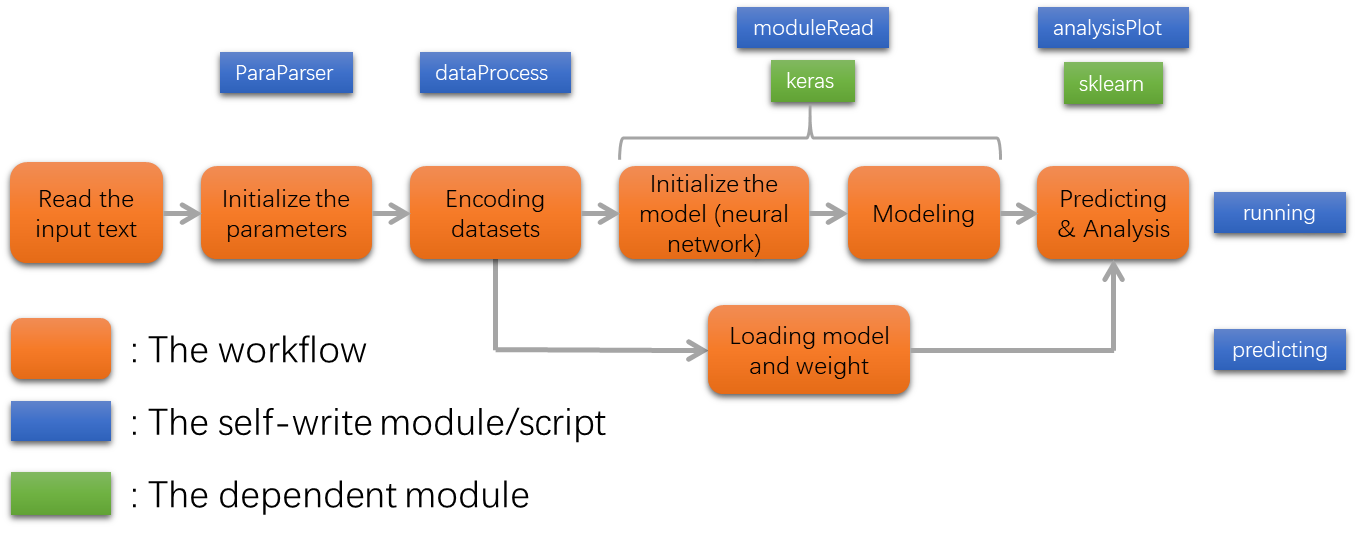 moduleRead
analysisPlot
ParaParser
dataProcess
keras
sklearn
Read the
input text
Initialize the
parameters
Encoding
datasets
Initialize the
model (neural
network)
Modeling
Predicting
& Analysis
running
Loading model
and weight
predicting
: The workflow
: The self-write module/script
: The dependent module